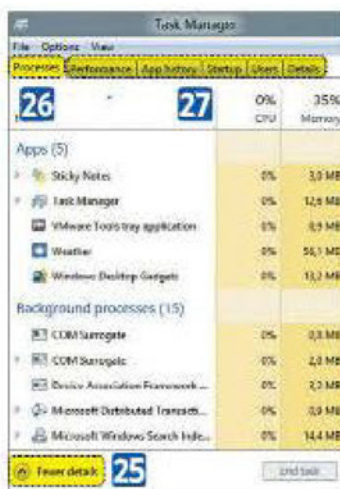 Task Manager
File Options View
Processes Performance App history Startup Users Details
26 27 0% 35%
CPU Memory
Apps (5)
Sticky Notes 0% 3,0 MB
Task Manager 0% 12,6 MB
VMware Tools tray application 0% 0,9 MB
Weather 0% 56,1 MB
Windows Desktop Gadgets 0% 13,2 MB
Background processes (15)
COM Surrogate 0% 0,8 MB
COM Surrogate 0% 2,0 MB
Device Association Framework ... 0% 3,2 MB
Microsoft Distributed Transacti... 0% 0,9 MB
Microsoft Windows Search Inde... 0% 14,4 MB
Fewer details 25 End task